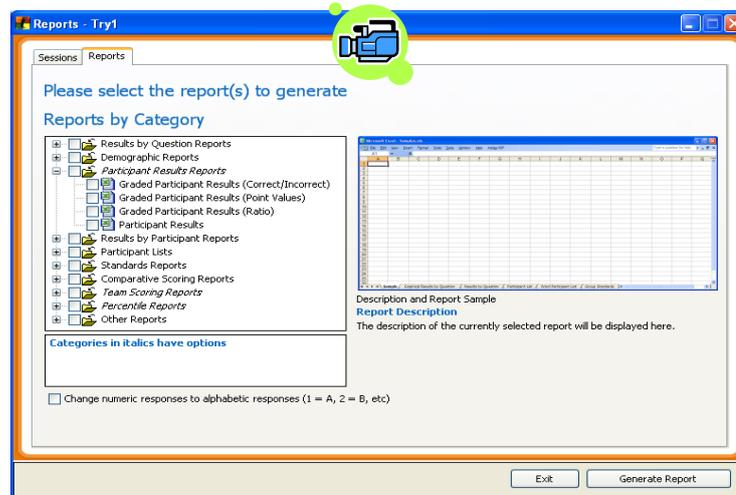 Reports - Try1
Sessions
Reports
Please select the report(s) to generate
Reports by Category
Results by Question Reports
Demographic Reports
Participant Results Reports
Graded Participant Results (Correct/Incorrect)
Graded Participant Results (Point Values)
Graded Participant Results (Ratio)
Participant Results
Results by Participant Reports
Participant Lists
Standards Reports
Comparative Scoring Reports
Team Scoring Reports
Percentile Reports
Other Reports
Categories in italics have options
Change numeric responses to alphabetic responses (1 = A, 2 = B, etc)
Description and Report Sample
Report Description
The description of the currently selected report will be displayed here.
Exit
Generate Report